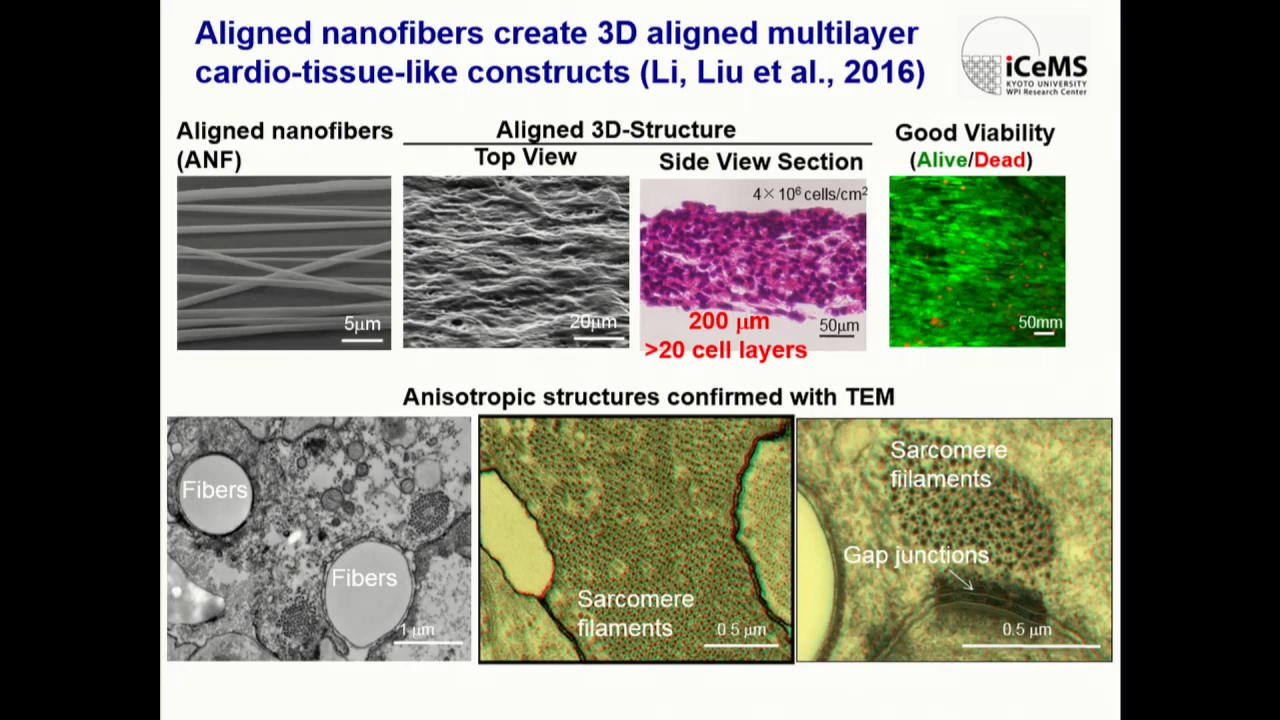 Aligned nanofibers create 3D aligned multilayer
cardio-tissue-like constructs (Li, Liu et al., 2016)
iCeMS
KYOTO UNIVERSITY
WPI Research Center
Aligned nanofibers
(ANF)
Aligned 3D-Structure
Top View
Side View Section
Good Viability
(Alive/Dead)
5μm
20μm
4×10⁶ cells/cm²
200 μm
>20 cell layers
50μm
50mm
Anisotropic structures confirmed with TEM
Fibers
Fibers
1 μm
Sarcomere
filaments
0 5 μm
Sarcomere
fiilaments
Gap junctions
0.5 μm